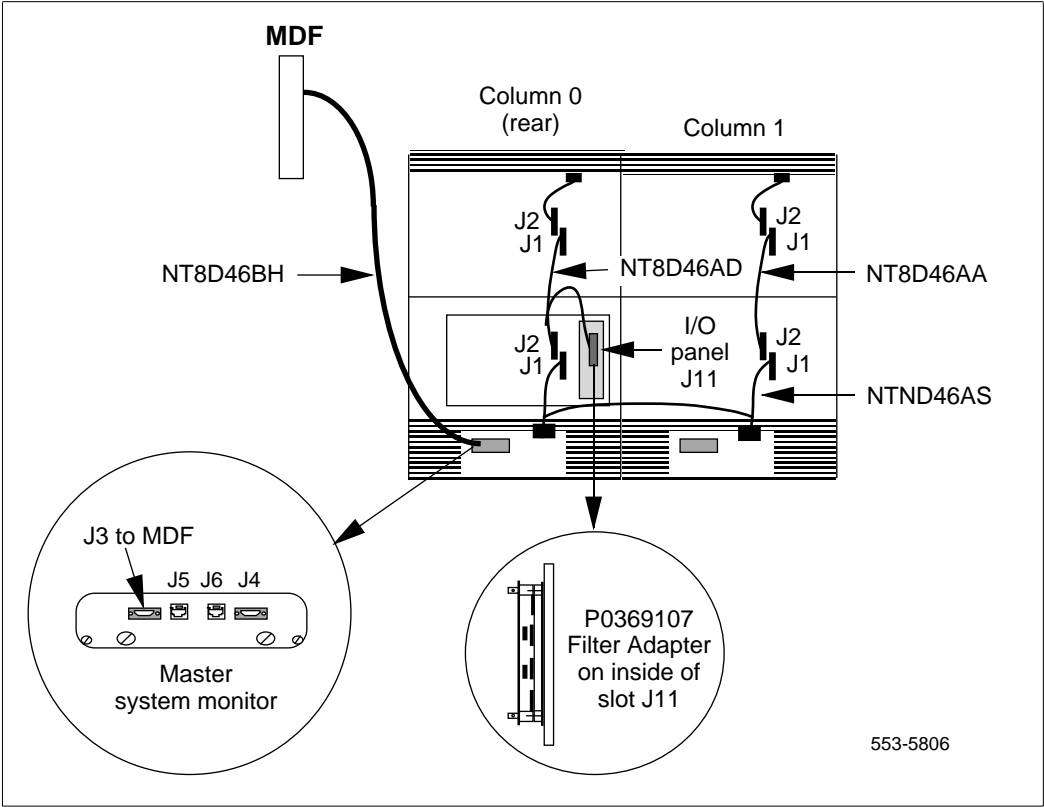 MDF
Column 0
(rear)
Column 1
J2
J1
J2
J1
NT8D46BH
NT8D46AD
NT8D46AA
J2
J1
I/O
panel
J11
J2
J1
NTND46AS
J3 to MDF
J5 J6 J4
Master
system monitor
P0369107
Filter Adapter
on inside of
slot J11
553-5806